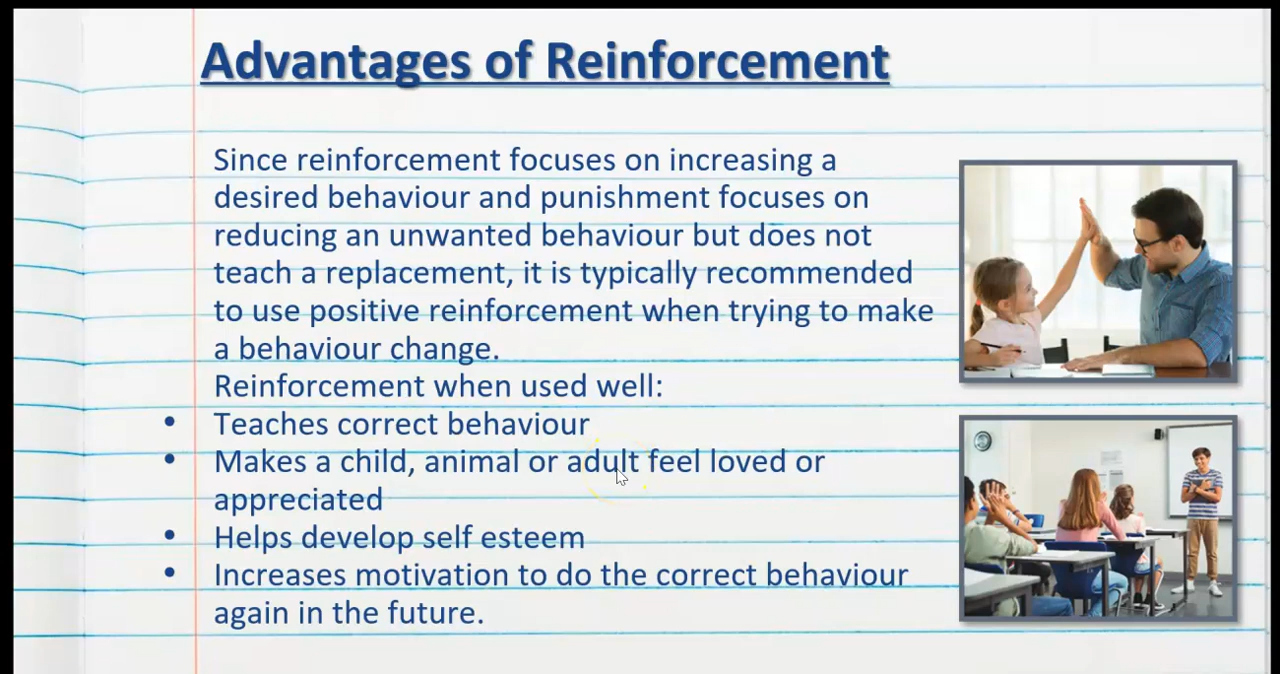 Advantages of Reinforcement
Since reinforcement focuses on increasing a
desired behaviour and punishment focuses on
reducing an unwanted behaviour but does not
teach a replacement, it is typically recommended
to use positive reinforcement when trying to make
a behaviour change.
Reinforcement when used well:
• Teaches correct behaviour
• Makes a child, animal or adult feel loved or
appreciated
• Helps develop self esteem
• Increases motivation to do the correct behaviour
again in the future.